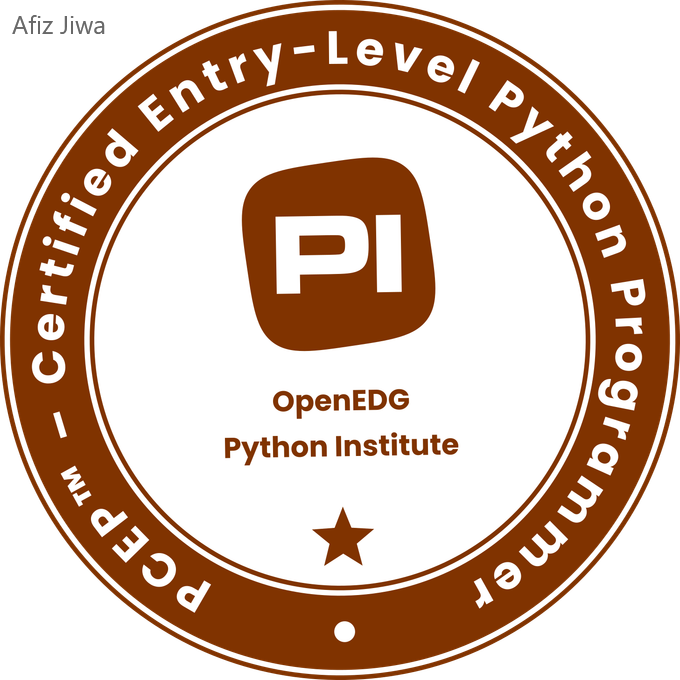 Afiz Jiwa
PCEP™ – Certified Entry-Level Python Programmer
PI
OpenEDG
Python Institute